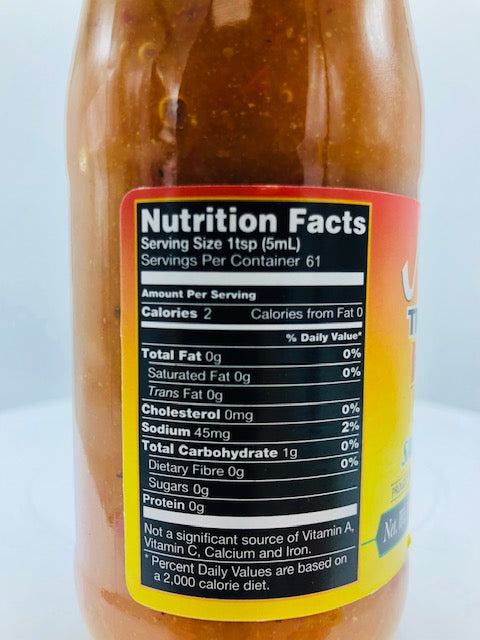 Nutrition Facts
Serving Size 1tsp (5mL)
Servings Per Container 61
Amount Per Serving
Calories 2 Calories from Fat 0
% Daily Value*
Total Fat 0g 0%
Saturated Fat 0g 0%
Trans Fat 0g
Cholesterol 0mg 0%
Sodium 45mg 2%
Total Carbohydrate 1g 0%
Dietary Fibre 0g 0%
Sugars 0g
Protein 0g
Not a significant source of Vitamin A,
Vitamin C, Calcium and Iron.
* Percent Daily Values are based on
a 2,000 calorie diet.